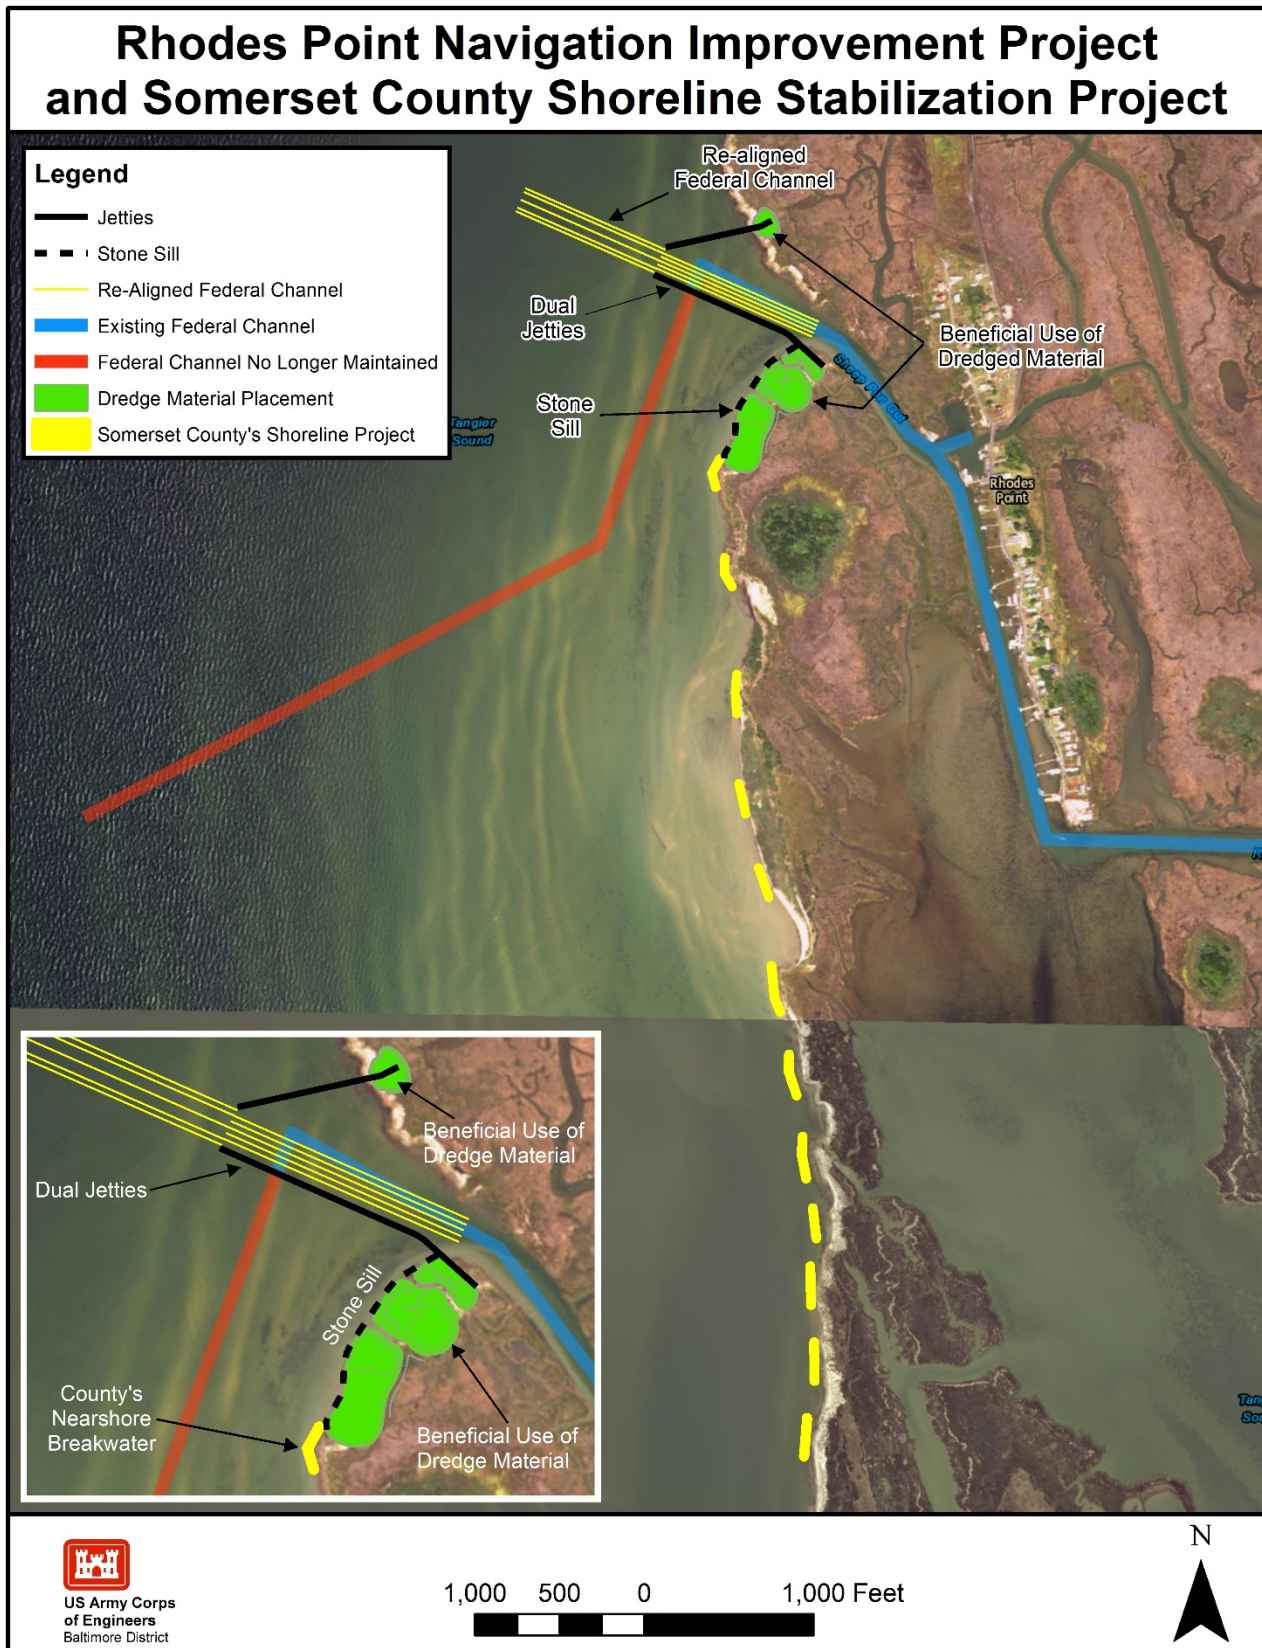 Rhodes Point Navigation Improvement Project
and Somerset County Shoreline Stabilization Project
Legend
Jetties
Stone Sill
Re-Aligned Federal Channel
Existing Federal Channel
Federal Channel No Longer Maintained
Dredge Material Placement
Somerset County's Shoreline Project
Re-aligned
Federal Channel
Dual
Jetties
Beneficial Use of
Dredged Material
Sheep Pen Gut
Stone
Sill
Tangier
Sound
Rhodes
Point
R
Beneficial Use of
Dredge Material
Dual Jetties
Stone Sill
County's
Nearshore
Breakwater
Beneficial Use of
Dredge Material
Tang
Sou
US Army Corps
of Engineers
Baltimore District
1,000 500 0 1,000 Feet
N